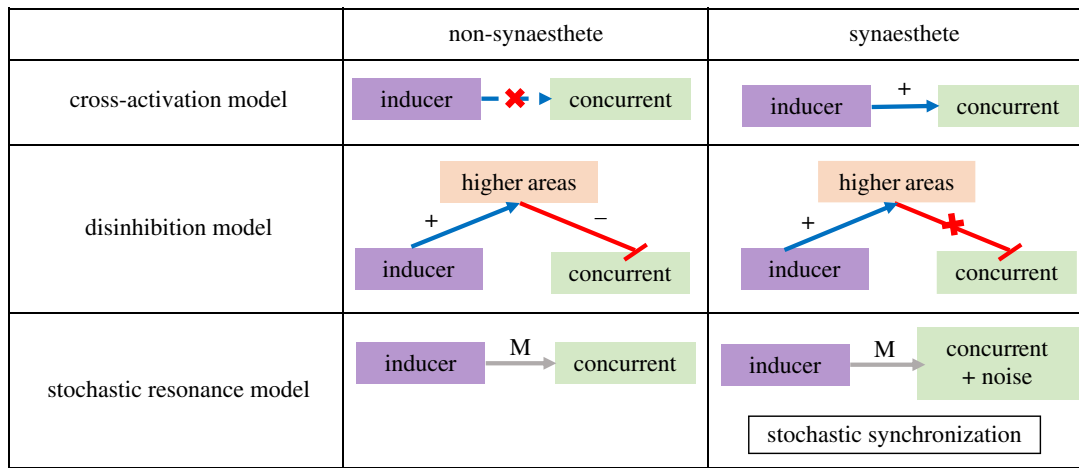 non-synaesthete synaesthete
cross-activation model inducer concurrent inducer + concurrent
disinhibition model higher areas higher areas
+ − +
inducer concurrent inducer concurrent
stochastic resonance model inducer M concurrent inducer M concurrent
+ noise
stochastic synchronization